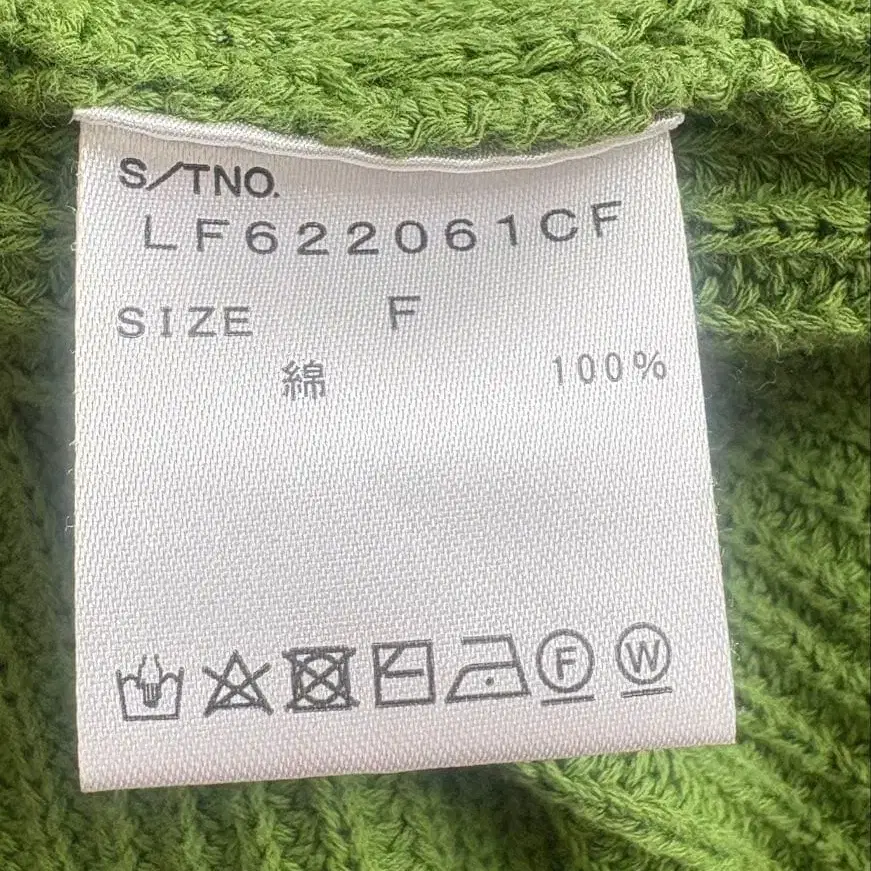 S/TNO.
LF622061CF
SIZE F
綿 100%
F W